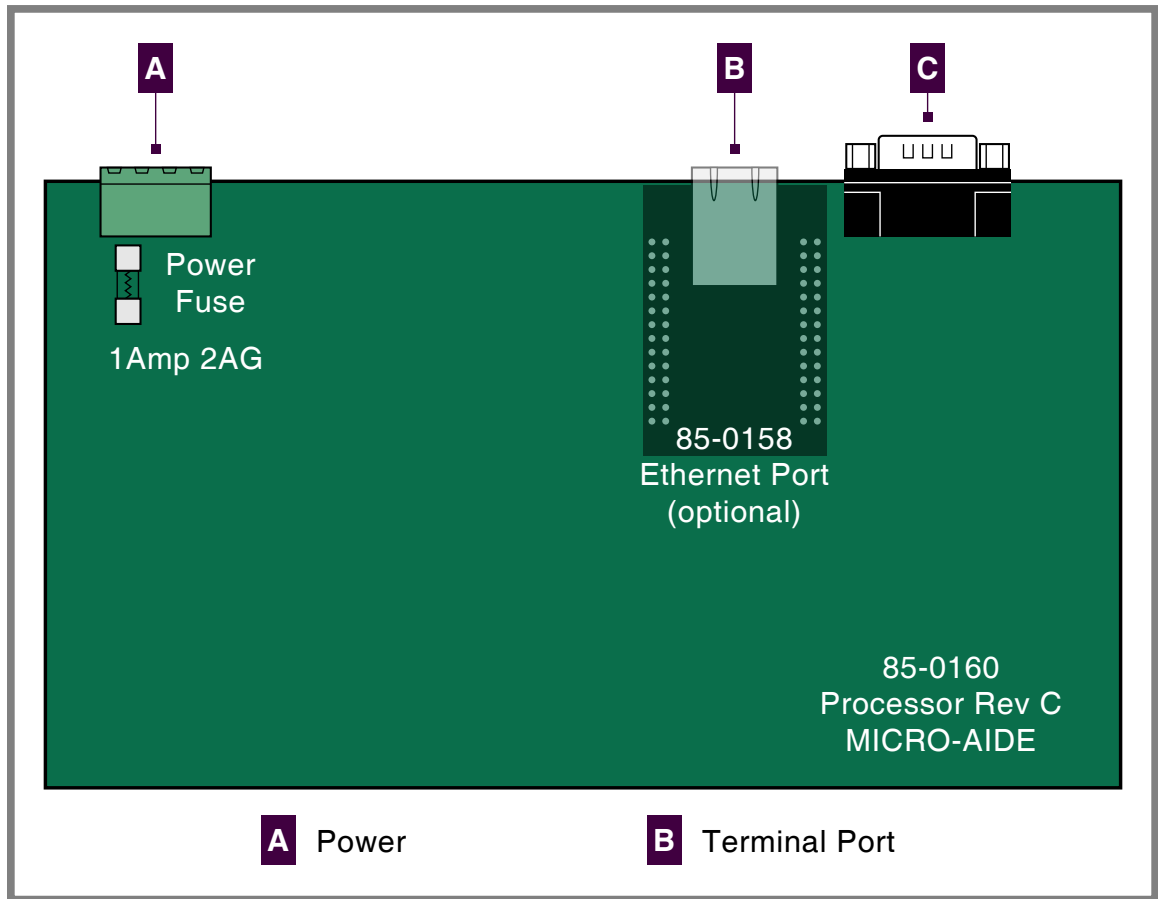 A
B
C
Power
Fuse
1Amp 2AG
85-0158
Ethernet Port
(optional)
85-0160
Processor Rev C
MICRO-AIDE
A Power
B Terminal Port